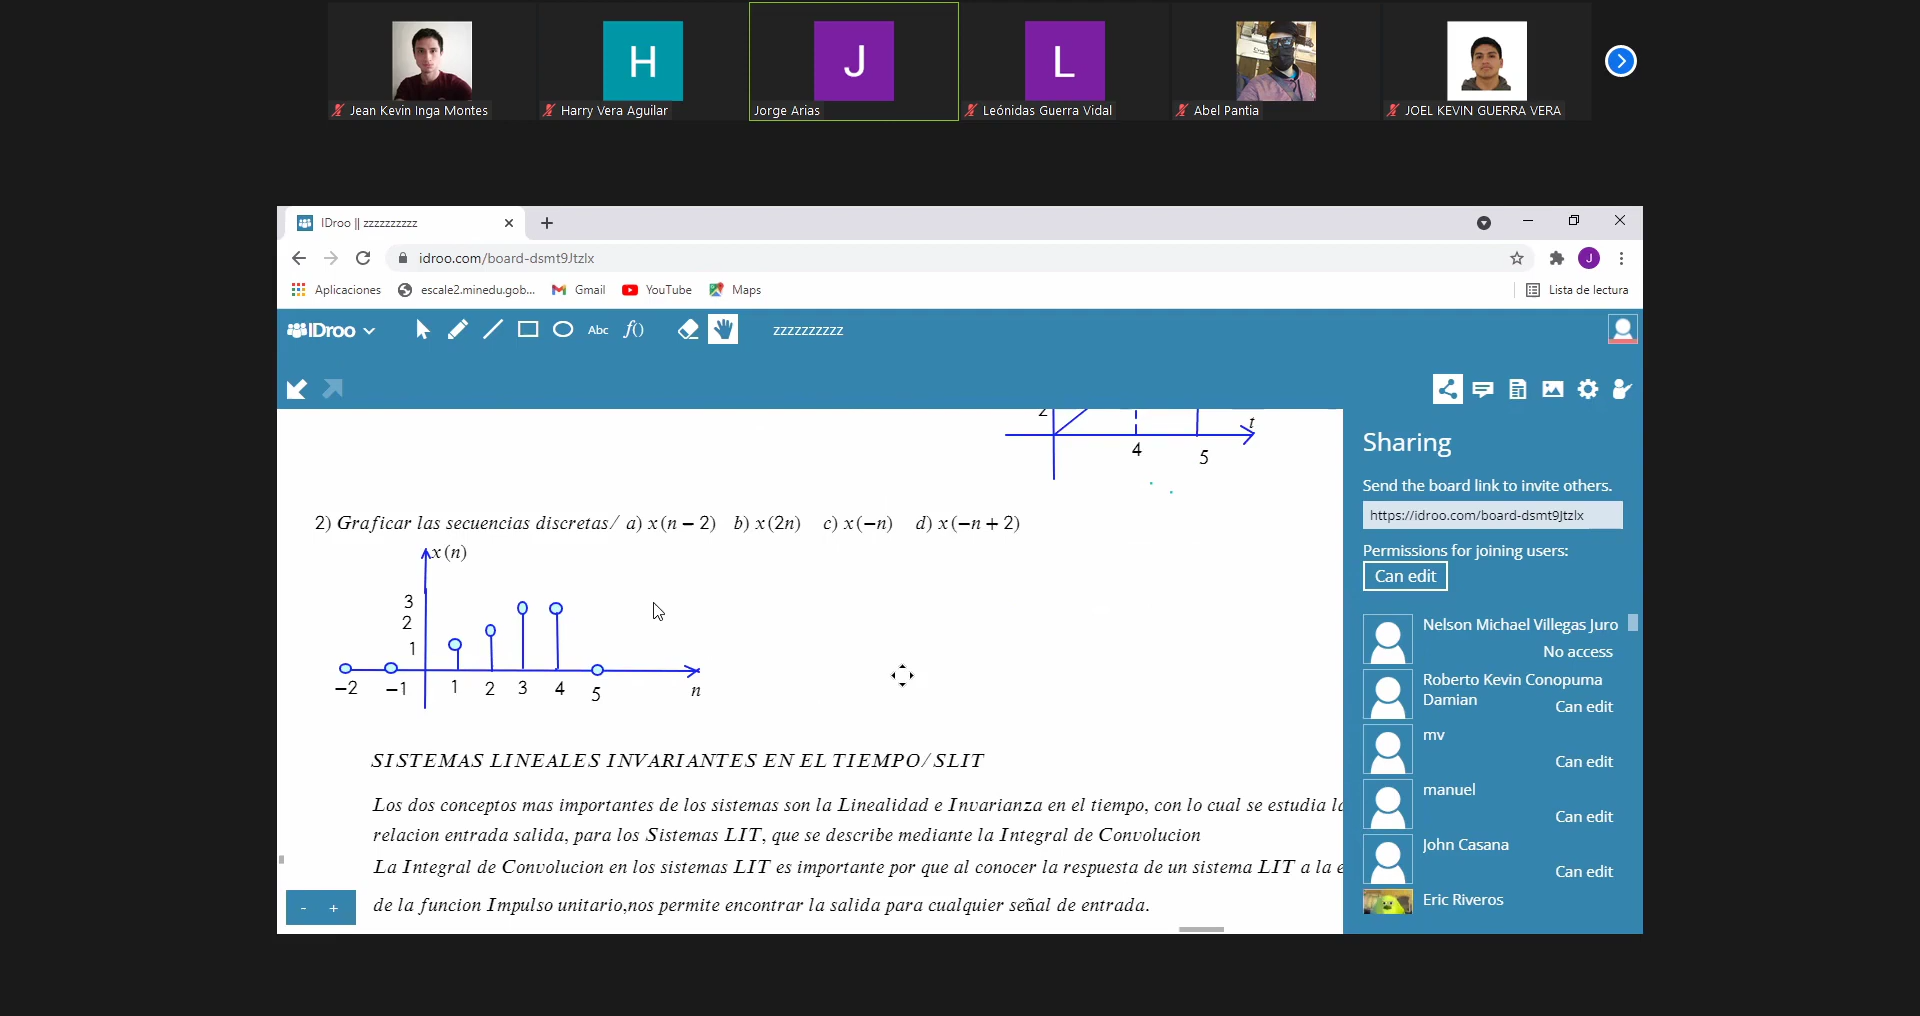 H
J
L
Jean Kevin Inga Montes
Harry Vera Aguilar
Jorge Arias
Leónidas Guerra Vidal
Abel Pantia
JOEL KEVIN GUERRA VERA
IDroo || zzzzzzzzzz
idroo.com/board-dsmt9Jtzlx
J
Aplicaciones
escale2.minedu.gob...
Gmail
YouTube
Maps
Lista de lectura
IDroo
Abc
f()
zzzzzzzzzz
2
t
4
5
2) Graficar las secuencias discretas/ a) x(n − 2) b) x(2n) c) x(−n) d) x(−n + 2)
x(n)
3
2
1
−2 −1 1 2 3 4 5 n
SISTEMAS LINEALES INVARIANTES EN EL TIEMPO/SLIT
Los dos conceptos mas importantes de los sistemas son la Linealidad e Invarianza en el tiempo, con lo cual se estudia la
relacion entrada salida, para los Sistemas LIT, que se describe mediante la Integral de Convolucion
La Integral de Convolucion en los sistemas LIT es importante por que al conocer la respuesta de un sistema LIT a la e
de la funcion Impulso unitario,nos permite encontrar la salida para cualquier señal de entrada.
- +
Sharing
Send the board link to invite others.
https://idroo.com/board-dsmt9Jtzlx
Permissions for joining users:
Can edit
Nelson Michael Villegas Juro
No access
Roberto Kevin Conopuma
Damian
Can edit
mv
Can edit
manuel
Can edit
John Casana
Can edit
Eric Riveros